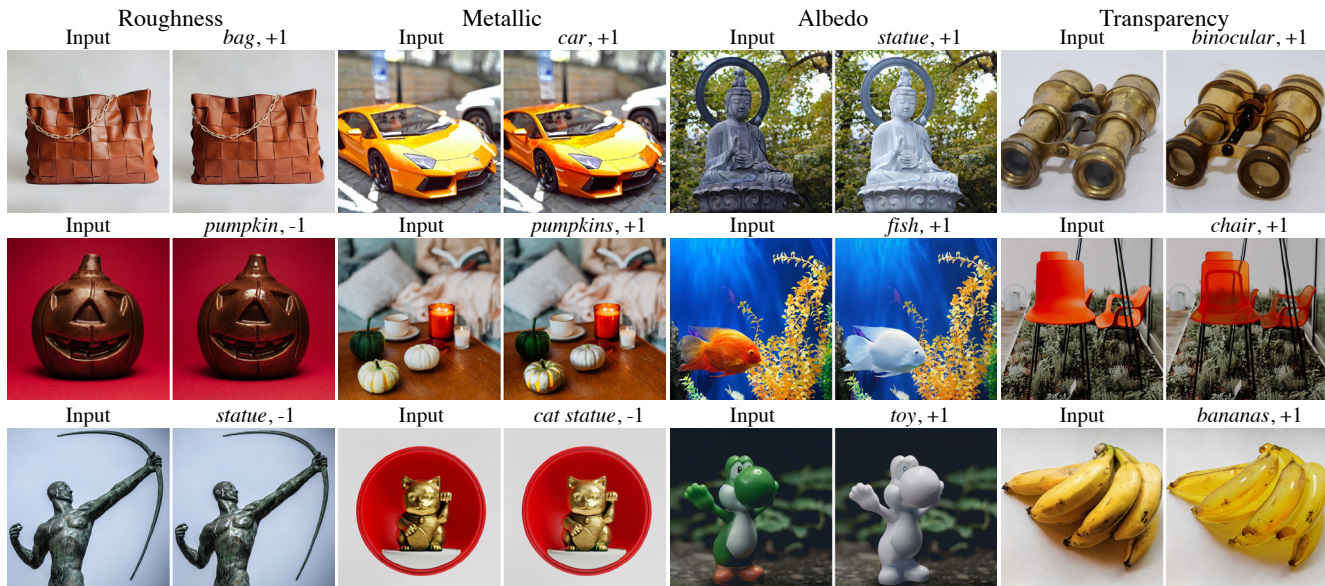 Roughness Metallic Albedo Transparency
Input bag, +1 Input car, +1 Input statue, +1 Input binocular, +1
Input pumpkin, -1 Input pumpkins, +1 Input fish, +1 Input chair, +1
Input statue, -1 Input cat statue, -1 Input toy, +1 Input bananas, +1